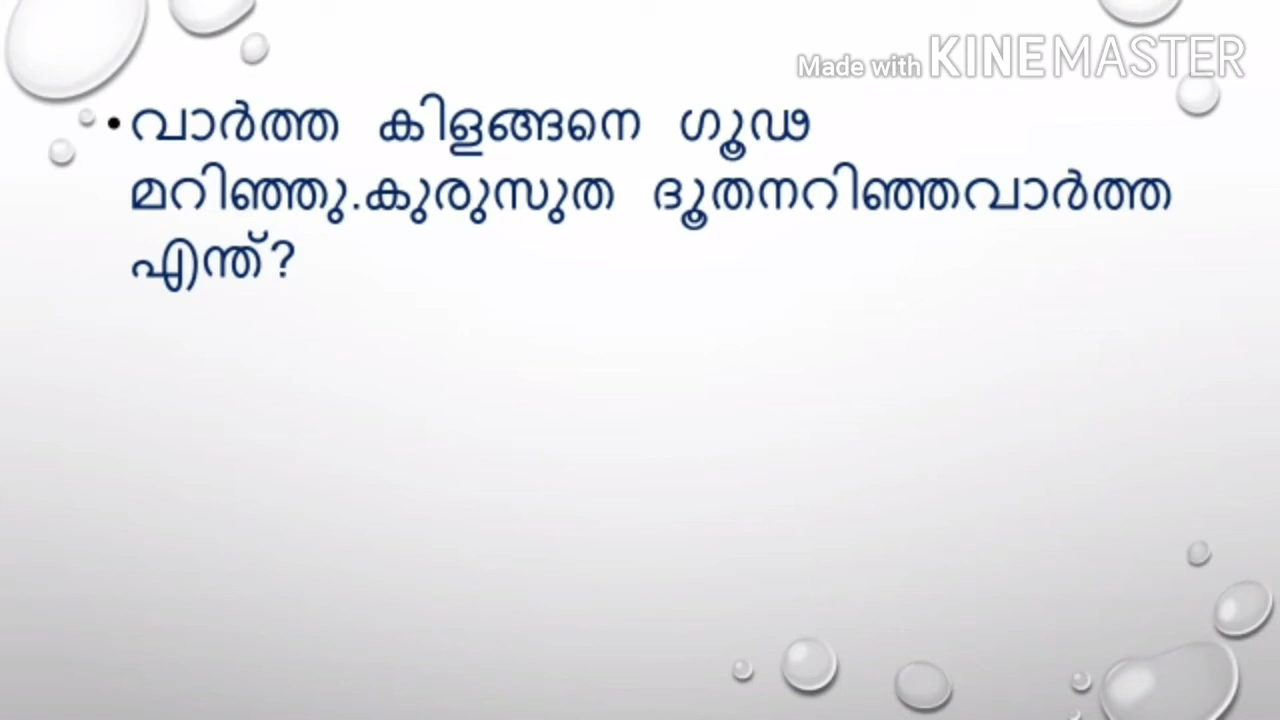 Made with KINEMASTER
•വാർത്ത കിളങ്ങനെ ഗൂഢ
മറിഞ്ഞു.കുരുസുത ദൂതനറിഞ്ഞവാർത്ത
എന്ത്?